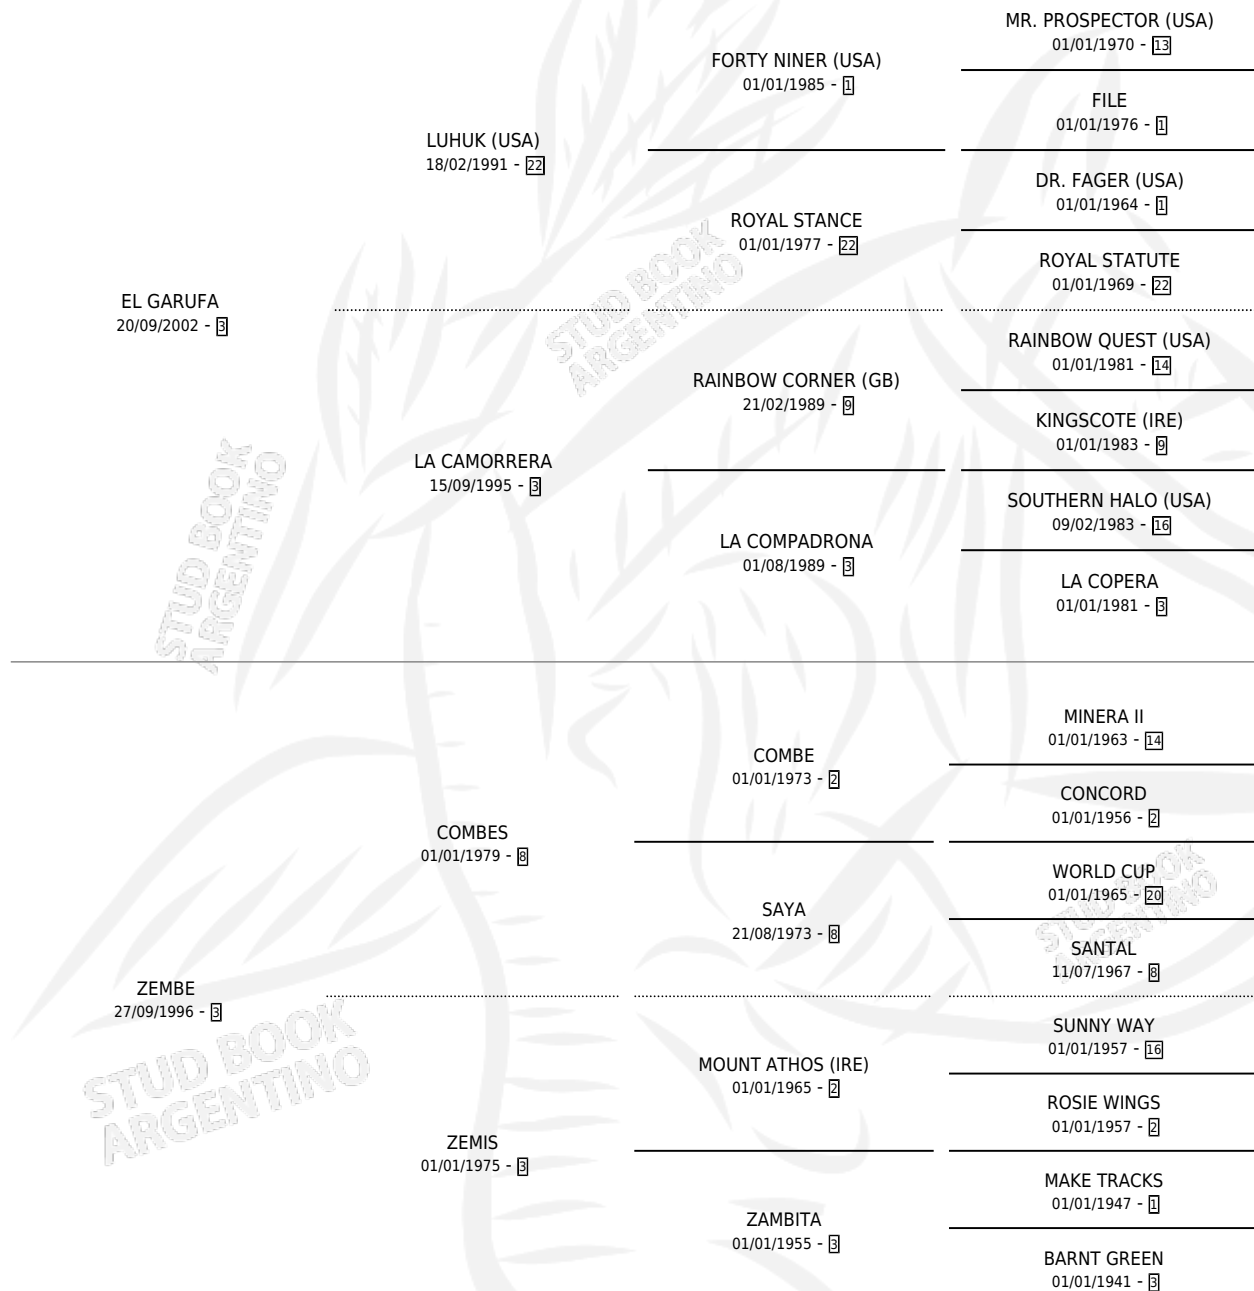 MR. PROSPECTOR (USA)
01/01/1970 - 13
FORTY NINER (USA)
01/01/1985 - 1
FILE
01/01/1976 - 1
LUHUK (USA)
18/02/1991 - 22
DR. FAGER (USA)
01/01/1964 - 1
ROYAL STANCE
01/01/1977 - 22
ROYAL STATUTE
01/01/1969 - 22
EL GARUFA
20/09/2002 - 3
STUD BOOK
ARGENTINO
RAINBOW QUEST (USA)
01/01/1981 - 14
RAINBOW CORNER (GB)
21/02/1989 - 9
KINGSCOTE (IRE)
01/01/1983 - 9
LA CAMORRERA
15/09/1995 - 3
SOUTHERN HALO (USA)
09/02/1983 - 16
LA COMPADRONA
01/08/1989 - 3
LA COPERA
01/01/1981 - 3
STUD BOOK
ARGENTINO
MINERA II
01/01/1963 - 14
COMBE
01/01/1973 - 2
CONCORD
01/01/1956 - 2
COMBES
01/01/1979 - 8
WORLD CUP
01/01/1965 - 20
SAYA
21/08/1973 - 8
SANTAL
11/07/1967 - 8
STUD BOOK
ARGENTINO
ZEMBE
27/09/1996 - 3
SUNNY WAY
01/01/1957 - 16
MOUNT ATHOS (IRE)
01/01/1965 - 2
ROSIE WINGS
01/01/1957 - 2
STUD BOOK
ARGENTINO
ZEMIS
01/01/1975 - 3
MAKE TRACKS
01/01/1947 - 1
ZAMBITA
01/01/1955 - 3
BARNT GREEN
01/01/1941 - 3